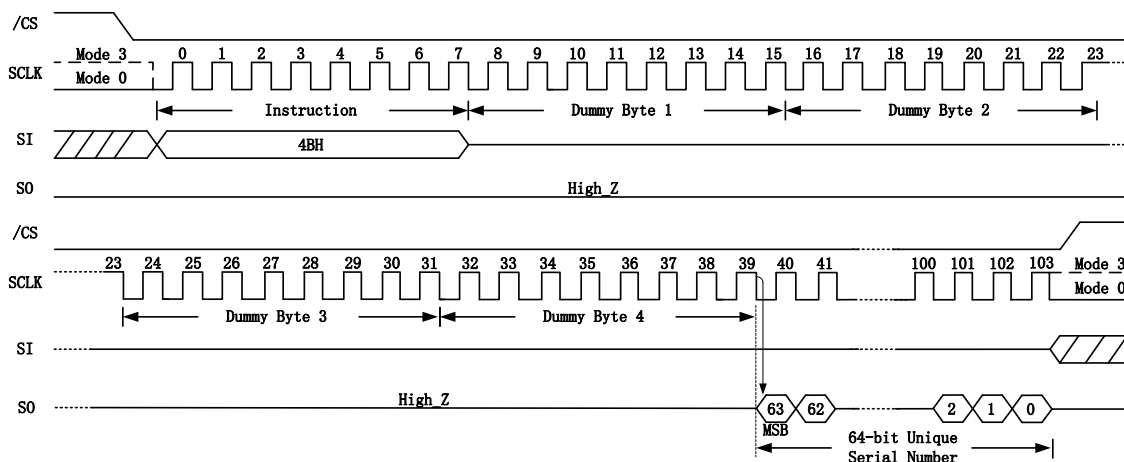 /CS
Mode 3 0 1 2 3 4 5 6 7 8 9 10 11 12 13 14 15 16 17 18 19 20 21 22 23
SCLK
Mode 0
Instruction Dummy Byte 1 Dummy Byte 2
SI 4BH
SO High_Z
/CS
23 24 25 26 27 28 29 30 31 32 33 34 35 36 37 38 39 40 41 100 101 102 103 Mode 3
SCLK
Mode 0
Dummy Byte 3 Dummy Byte 4
SI
SO High_Z 63 62 2 1 0
MSB
64-bit Unique
Serial Number